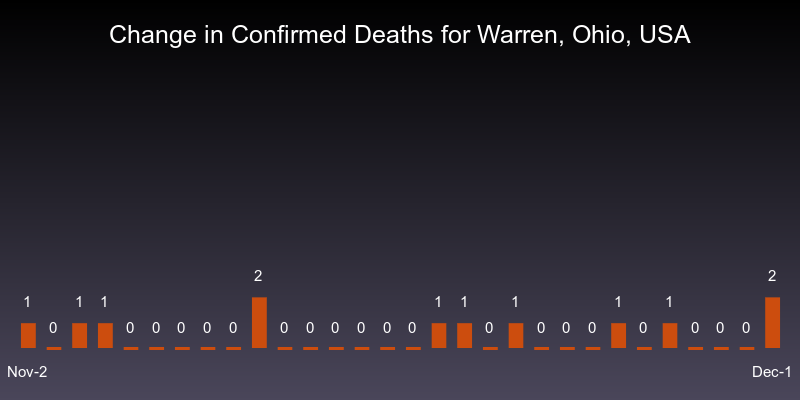 Change in Confirmed Deaths for Warren, Ohio, USA
2 2
1 1 1 1 1 1 1 1
0 0 0 0 0 0 0 0 0 0 0 0 0 0 0 0 0 0 0 0
Nov-2 Dec-1